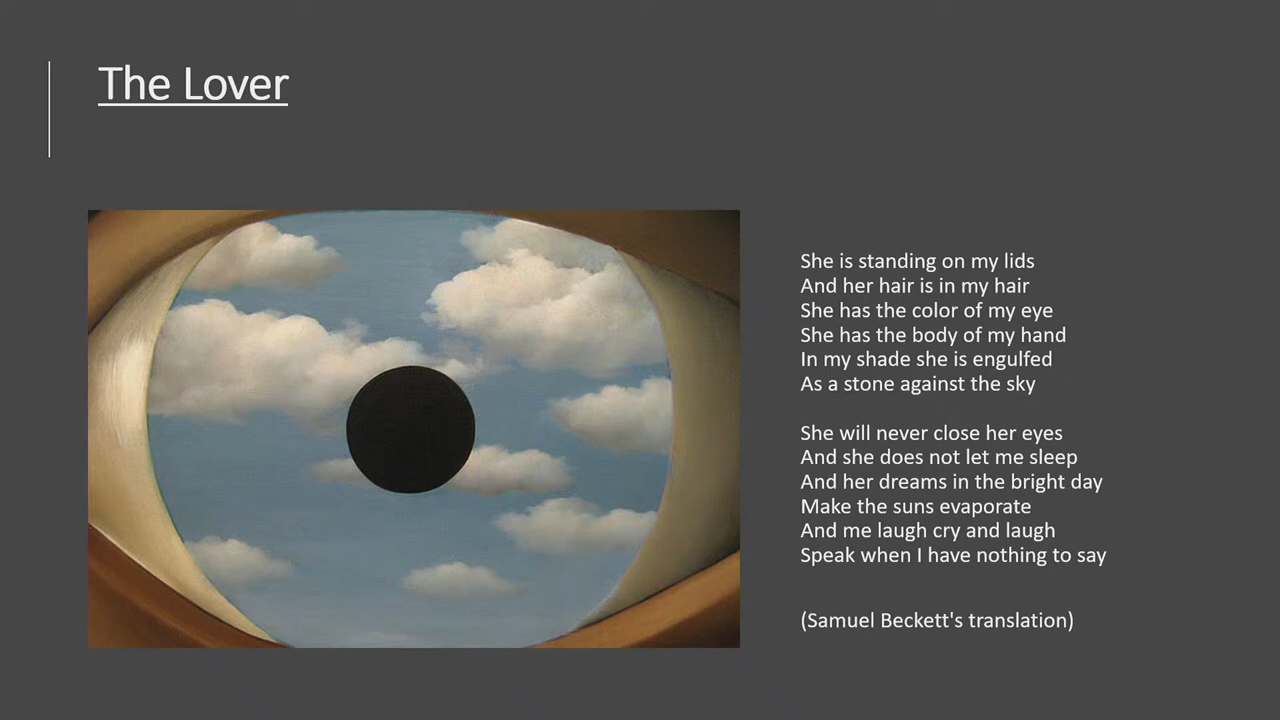 The Lover
She is standing on my lids
And her hair is in my hair
She has the color of my eye
She has the body of my hand
In my shade she is engulfed
As a stone against the sky
She will never close her eyes
And she does not let me sleep
And her dreams in the bright day
Make the suns evaporate
And me laugh cry and laugh
Speak when I have nothing to say
(Samuel Beckett's translation)